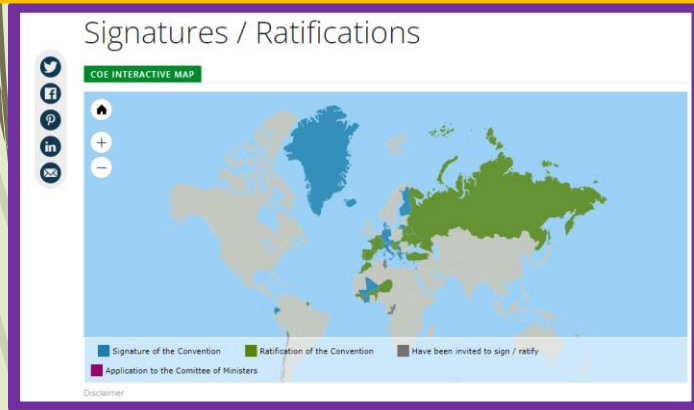 Signatures / Ratifications
COE INTERACTIVE MAP
Signature of the Convention Ratification of the Convention Have been invited to sign / ratify
Application to the Comittee of Ministers
Disclaimer